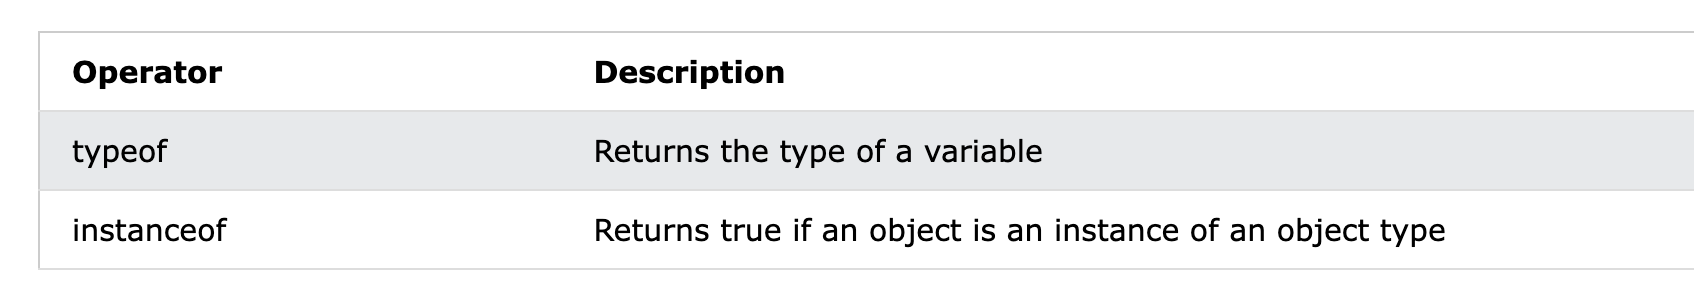 Operator Description
typeof Returns the type of a variable
instanceof Returns true if an object is an instance of an object type